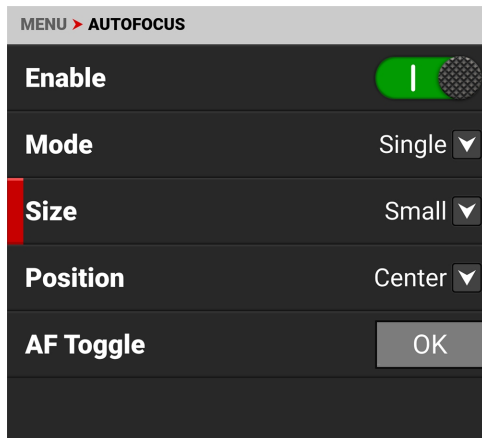 MENU ➤ AUTOFOCUS
Enable
Mode Single
Size Small
Position Center
AF Toggle OK